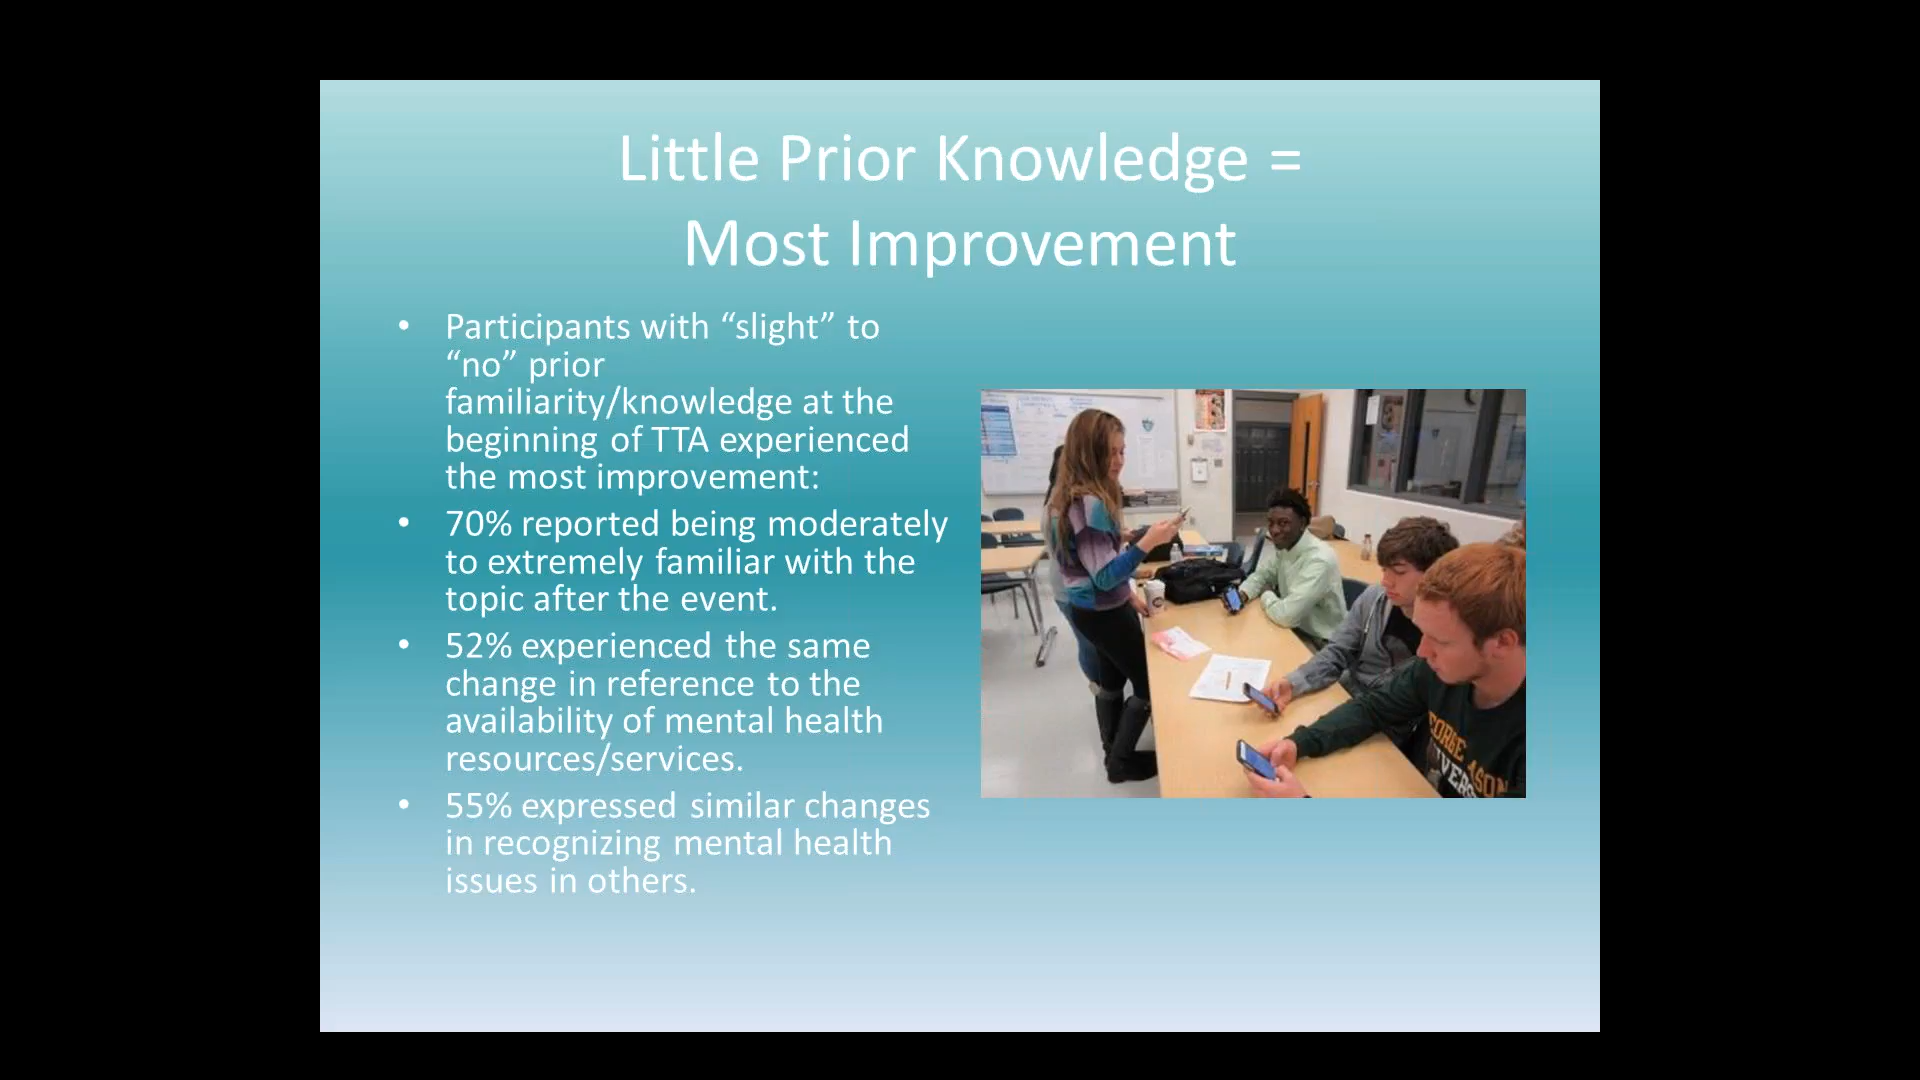 Little Prior Knowledge =
Most Improvement
• Participants with “slight” to
“no” prior
familiarity/knowledge at the
beginning of TTA experienced
the most improvement:
• 70% reported being moderately
to extremely familiar with the
topic after the event.
• 52% experienced the same
change in reference to the
availability of mental health
resources/services.
• 55% expressed similar changes
in recognizing mental health
issues in others.